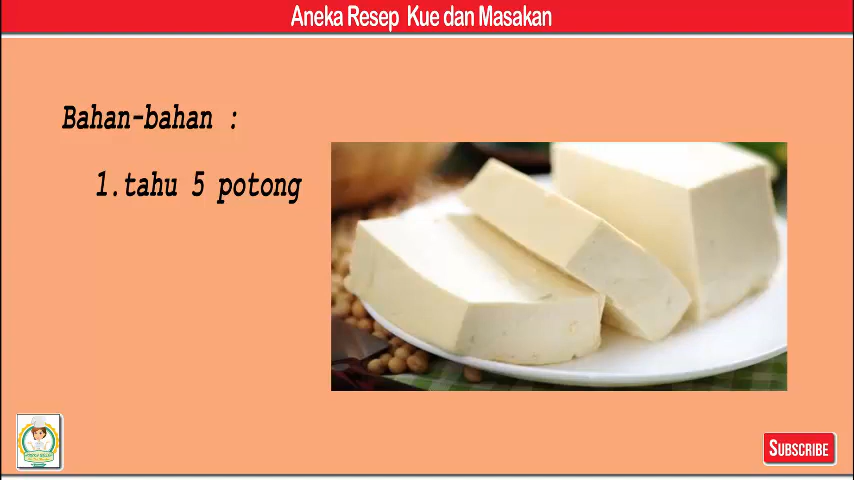 Aneka Resep Kue dan Masakan
Bahan-bahan :
1.tahu 5 potong
SUBSCRIBE